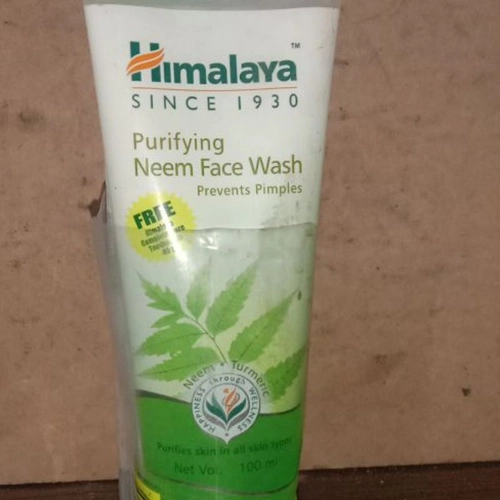 Himalaya™
SINCE 1930
Purifying
Neem Face Wash
Prevents Pimples
FREE
Neem • Turmeric
HAPPINESS through WELLNESS
Purifies skin in all skin types
Net Vol. 100 ml